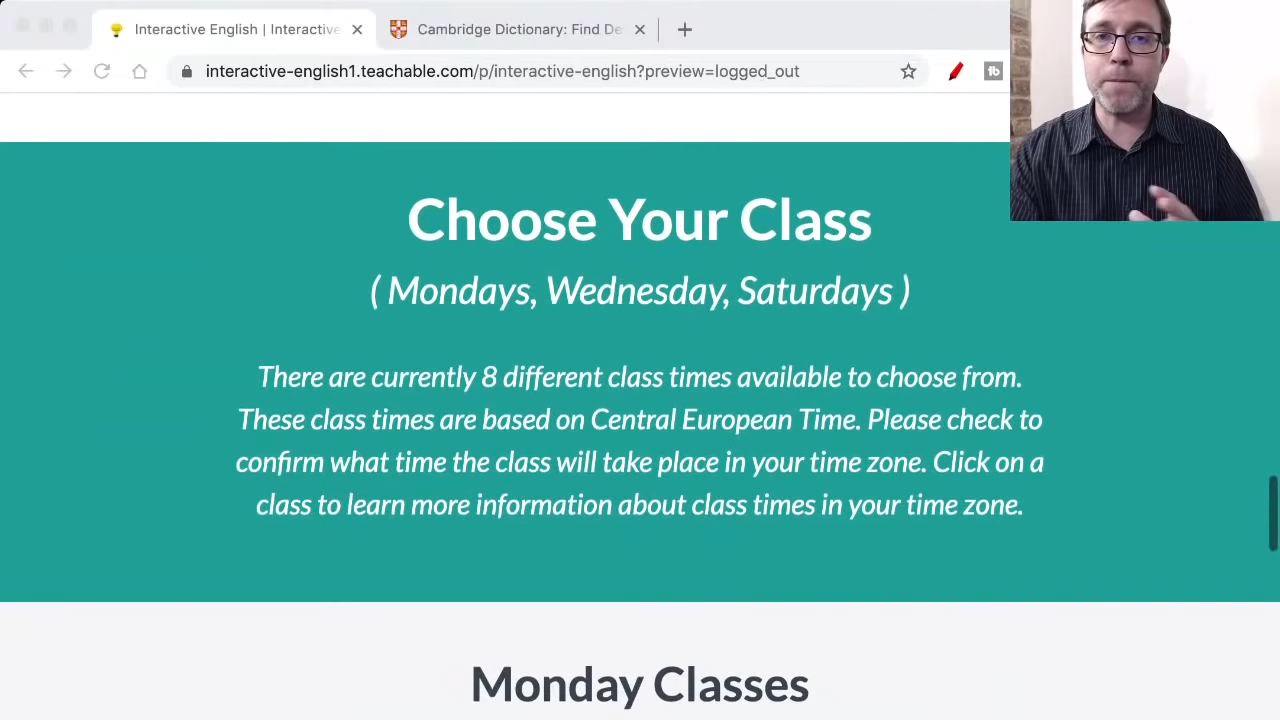 Interactive English | Interactive
Cambridge Dictionary: Find De
interactive-english1.teachable.com/p/interactive-english?preview=logged_out
tb
Choose Your Class
( Mondays, Wednesday, Saturdays )
There are currently 8 different class times available to choose from.
These class times are based on Central European Time. Please check to
confirm what time the class will take place in your time zone. Click on a
class to learn more information about class times in your time zone.
Monday Classes